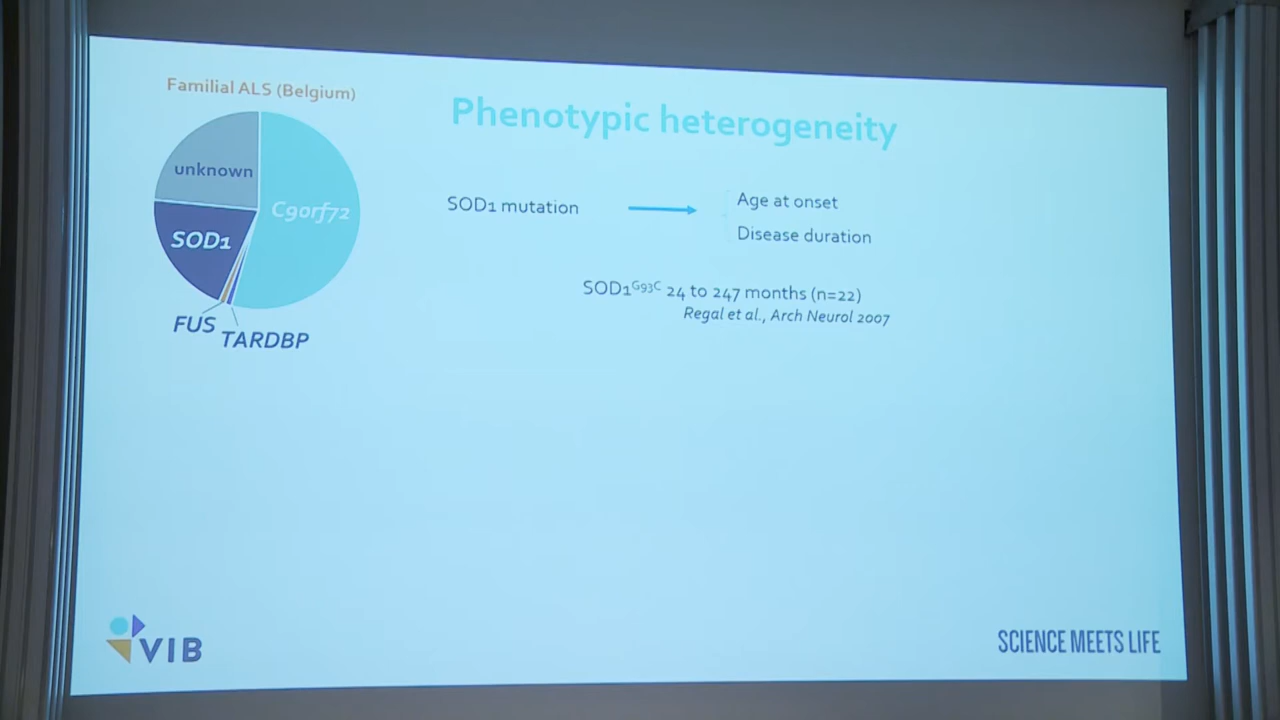 Familial ALS (Belgium)
Phenotypic heterogeneity
unknown
C9orf72
SOD1
FUS
TARDBP
SOD1 mutation
Age at onset
Disease duration
SOD1G93C 24 to 247 months (n=22)
Regal et al., Arch Neurol 2007
VIB
SCIENCE MEETS LIFE